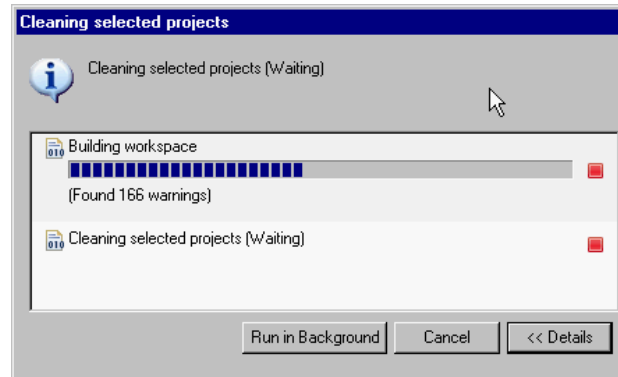 Cleaning selected projects
Cleaning selected projects (Waiting)
Building workspace
(Found 166 warnings)
Cleaning selected projects (Waiting)
Run in Background
Cancel
<< Details